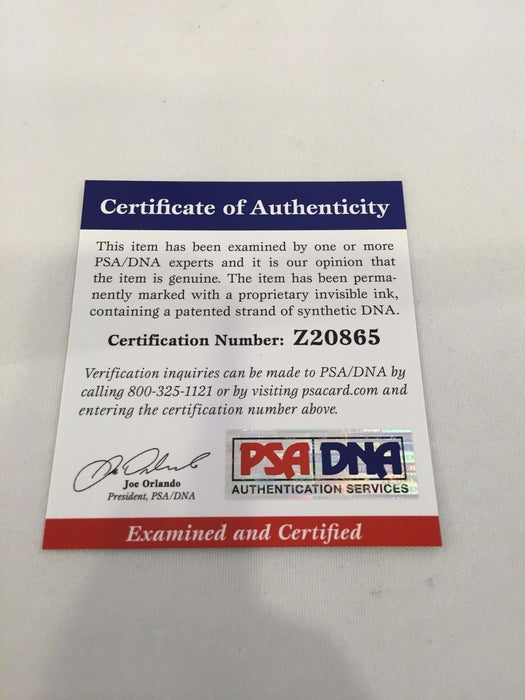 Certificate of Authenticity
This item has been examined by one or more
PSA/DNA experts and it is our opinion that
the item is genuine. The item has been perma-
nently marked with a proprietary invisible ink,
containing a patented strand of synthetic DNA.
Certification Number: Z20865
Verification inquiries can be made to PSA/DNA by
calling 800-325-1121 or by visiting psacard.com and
entering the certification number above.
Joe Orlando
President, PSA/DNA
PSA DNA
AUTHENTICATION SERVICES
Examined and Certified